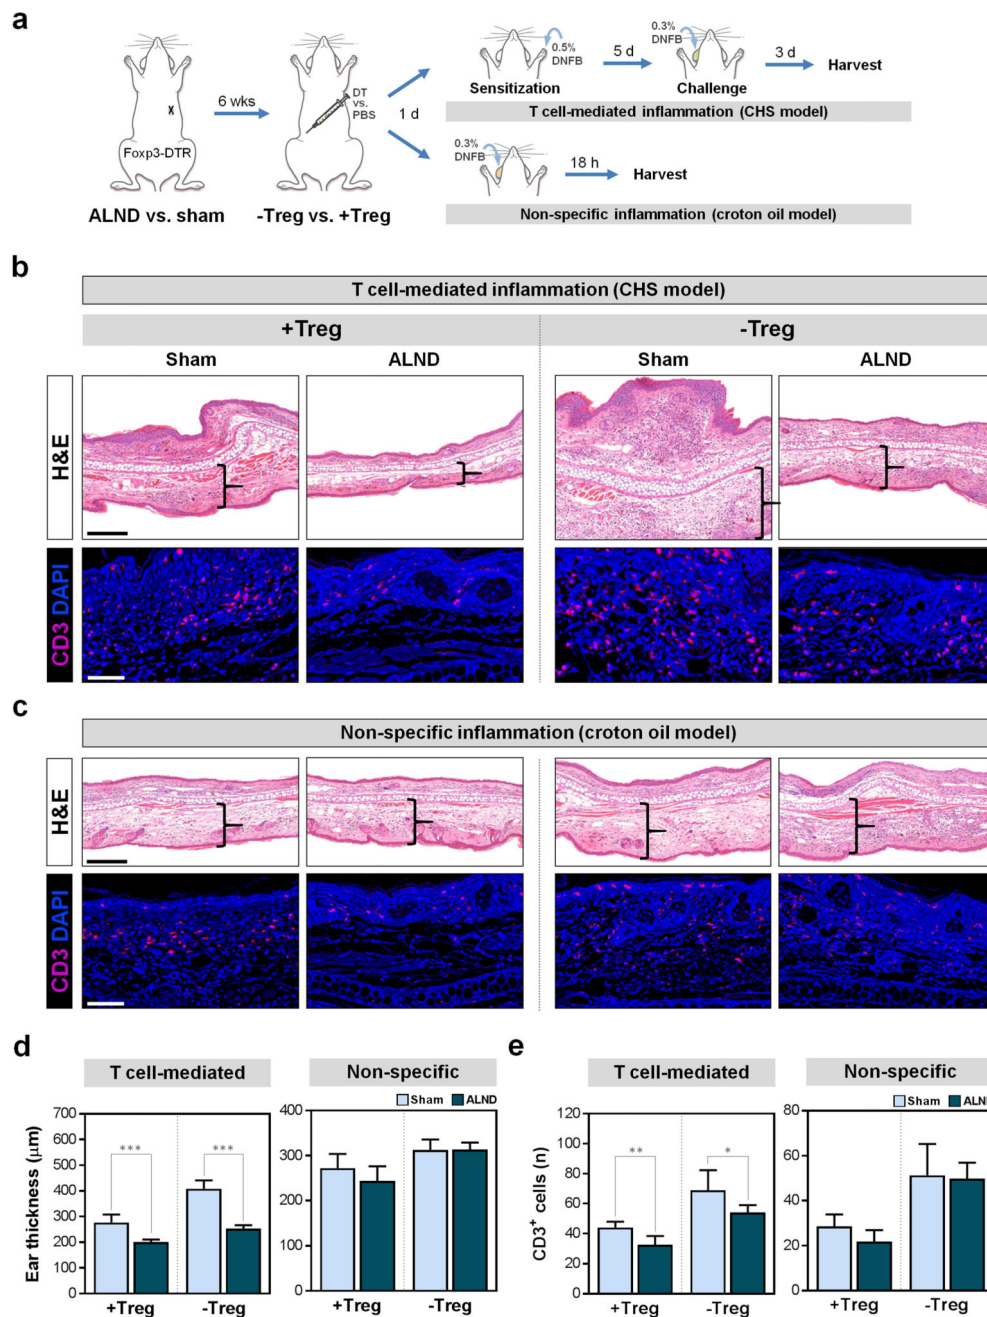 a
0.5%
DNFB
0.3%
DNFB
6 wks
DT
vs.
PBS
1 d
5 d
3 d
Harvest
Sensitization
Challenge
T cell-mediated inflammation (CHS model)
x
Foxp3-DTR
0.3%
DNFB
18 h
Harvest
ALND vs. sham
-Treg vs. +Treg
Non-specific inflammation (croton oil model)
b
T cell-mediated inflammation (CHS model)
+Treg
-Treg
Sham
ALND
Sham
ALND
H&E
CD3 DAPI
c
Non-specific inflammation (croton oil model)
H&E
CD3 DAPI
d
T cell-mediated
Non-specific
Sham
ALND
Ear thickness (μm)
700
600
500
400
300
200
100
0
***
***
+Treg
-Treg
400
300
200
100
0
+Treg
-Treg
e
T cell-mediated
Non-specific
Sham
ALND
CD3+ cells (n)
120
100
80
60
40
20
0
**
*
+Treg
-Treg
80
60
40
20
0
+Treg
-Treg